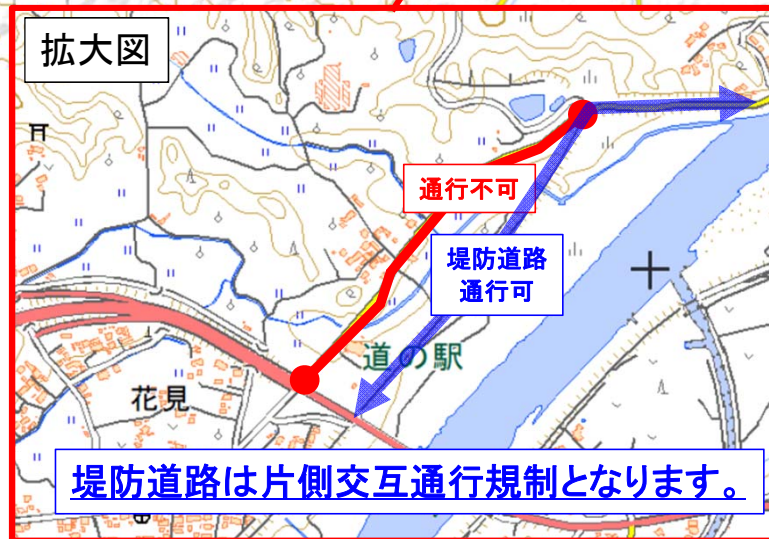 拡大図
通行不可
堤防道路
通行可
道の駅
花見
堤防道路は片側交互通行規制となります。